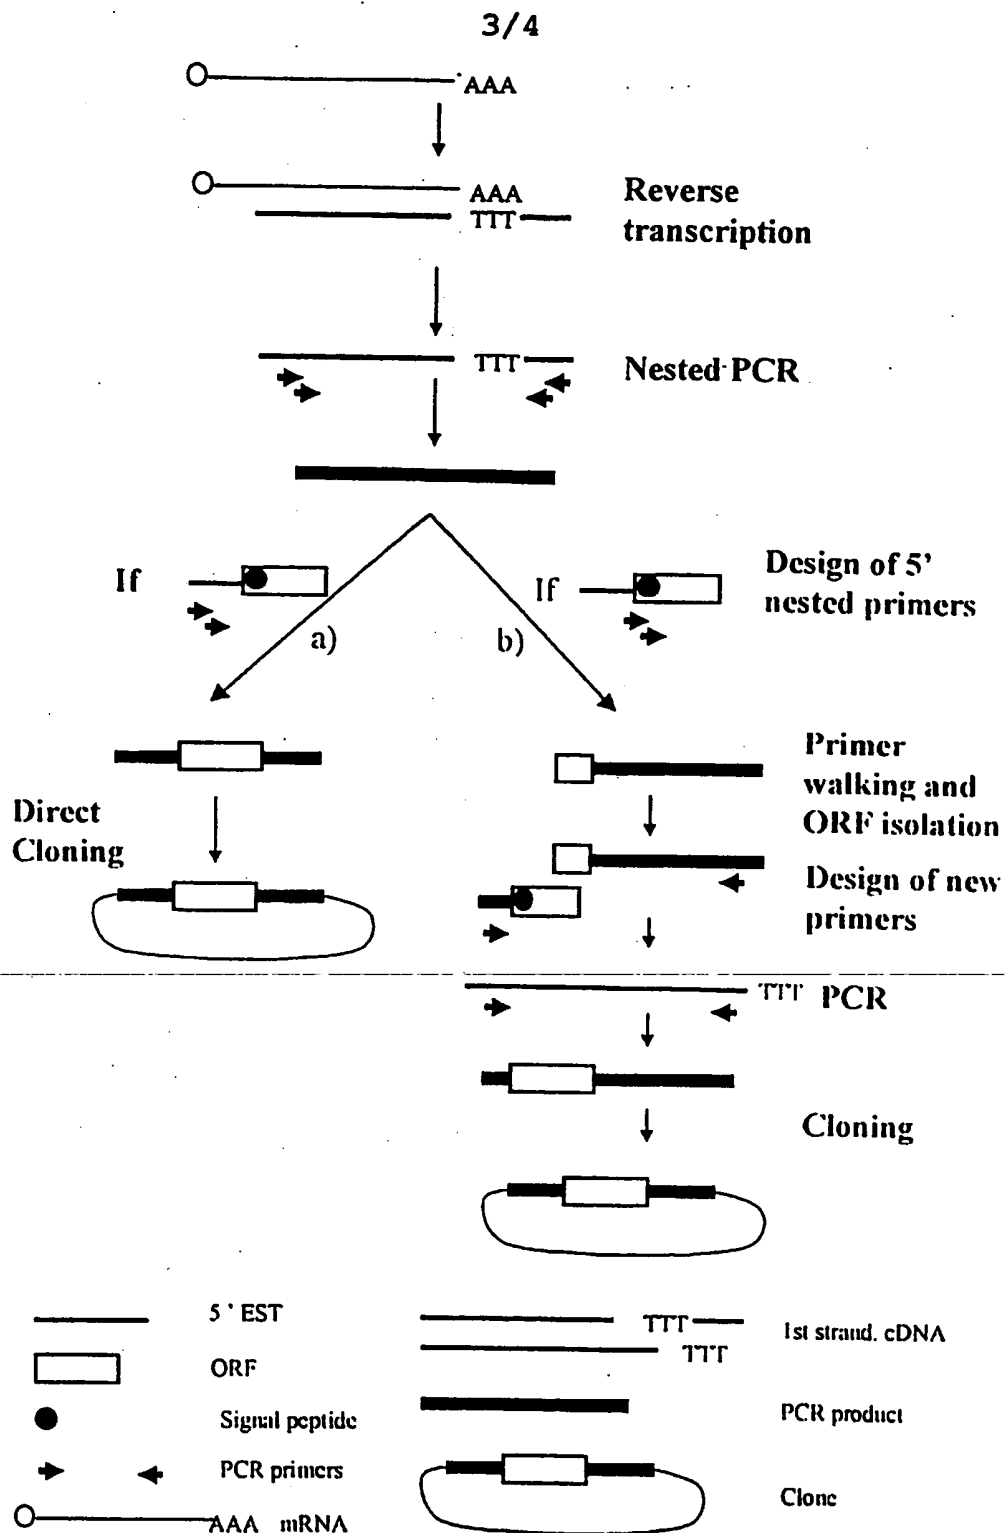 3/4
AAA
AAA
TTT
Reverse
transcription
TTT
Nested PCR
If
a)
If
b)
Design of 5'
nested primers
Direct
Cloning
Primer
walking and
ORF isolation
Design of new
primers
TTT PCR
Cloning
5' EST
ORF
Signal peptide
PCR primers
AAA mRNA
TTT
TTT
1st strand. cDNA
PCR product
Clone